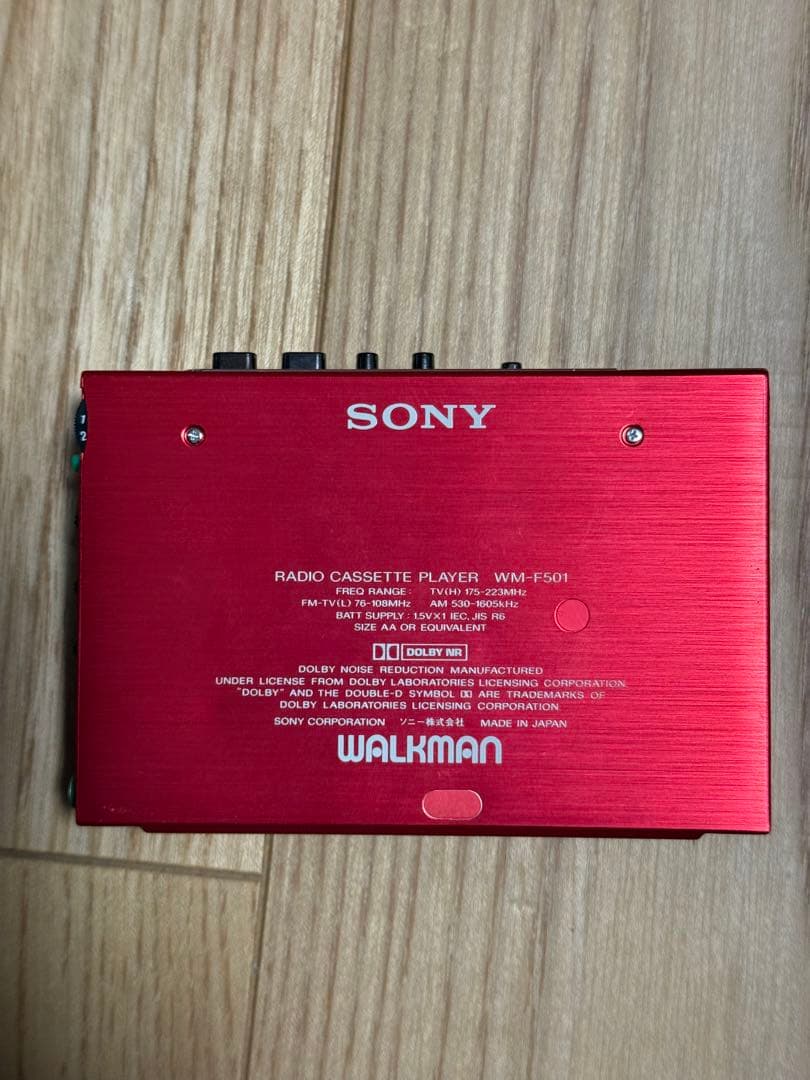 SONY
1
2
RADIO CASSETTE PLAYER WM-F501
FREQ RANGE: TV(H) 175-223MHz
FM-TV(L) 76-108MHz AM 530-1605kHz
BATT SUPPLY: 1.5V×1 IEC, JIS R6
SIZE AA OR EQUIVALENT
DOLBY NR
DOLBY NOISE REDUCTION MANUFACTURED
UNDER LICENSE FROM DOLBY LABORATORIES LICENSING CORPORATION.
"DOLBY" AND THE DOUBLE-D SYMBOL ARE TRADEMARKS OF
DOLBY LABORATORIES LICENSING CORPORATION.
SONY CORPORATION ソニー株式会社 MADE IN JAPAN
WALKMAN